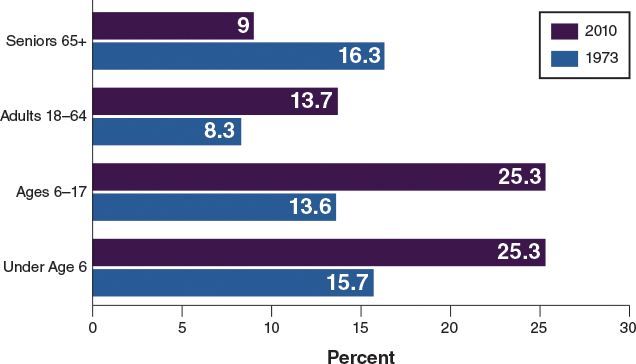 2010
1973
Seniors 65+
9
16.3
Adults 18–64
13.7
8.3
Ages 6–17
25.3
13.6
Under Age 6
25.3
15.7
0 5 10 15 20 25 30
Percent